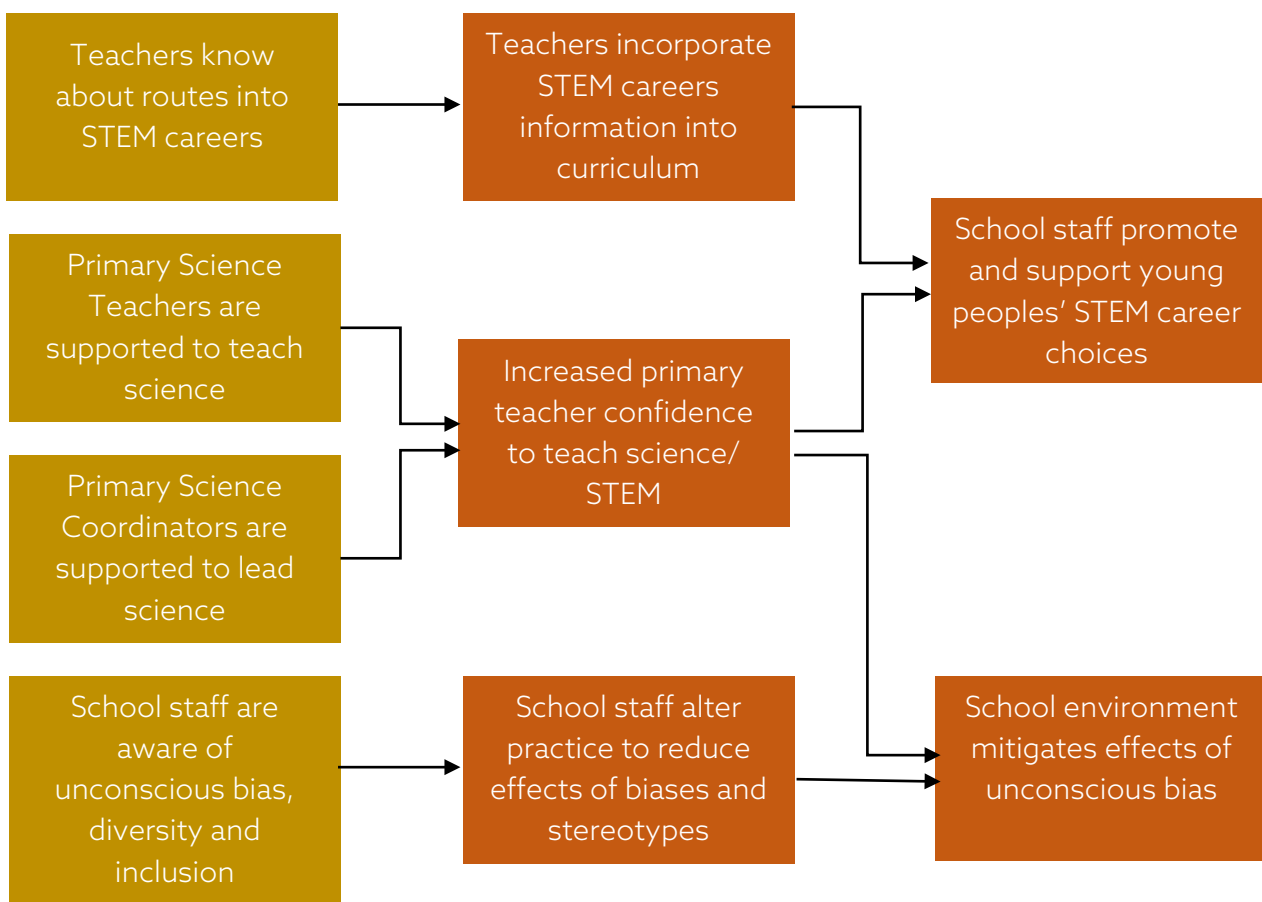 Teachers know
about routes into
STEM careers
Teachers incorporate
STEM careers
information into
curriculum
School staff promote
and support young
peoples’ STEM career
choices
Primary Science
Teachers are
supported to teach
science
Increased primary
teacher confidence
to teach science/
STEM
Primary Science
Coordinators are
supported to lead
science
School staff are
aware of
unconscious bias,
diversity and
inclusion
School staff alter
practice to reduce
effects of biases and
stereotypes
School environment
mitigates effects of
unconscious bias